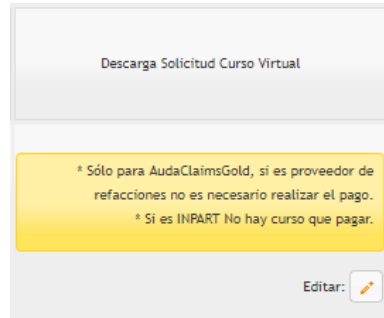 Descarga Solicitud Curso Virtual
* Sólo para AudaClaimsGold, si es proveedor de
refacciones no es necesario realizar el pago.
* Si es INPART No hay curso que pagar.
Editar: